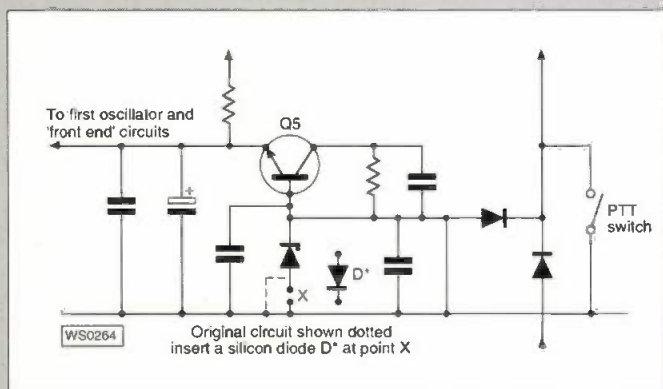 To first oscillator and
'front end' circuits
Q5
+
PTT
switch
D*
X
WS0264
Original circuit shown dotted
insert a silicon diode D* at point X